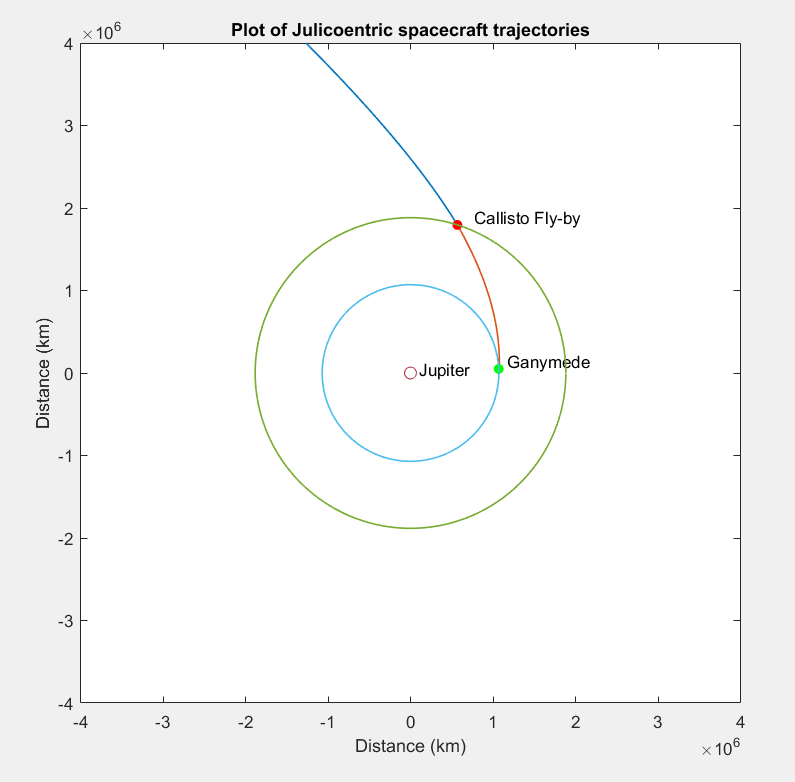 Plot of Julicoentric spacecraft trajectories
×10^6
4
3
2
1
0
-1
-2
-3
-4
Distance (km)
Callisto Fly-by
Jupiter
Ganymede
-4 -3 -2 -1 0 1 2 3 4
Distance (km)
×10^6